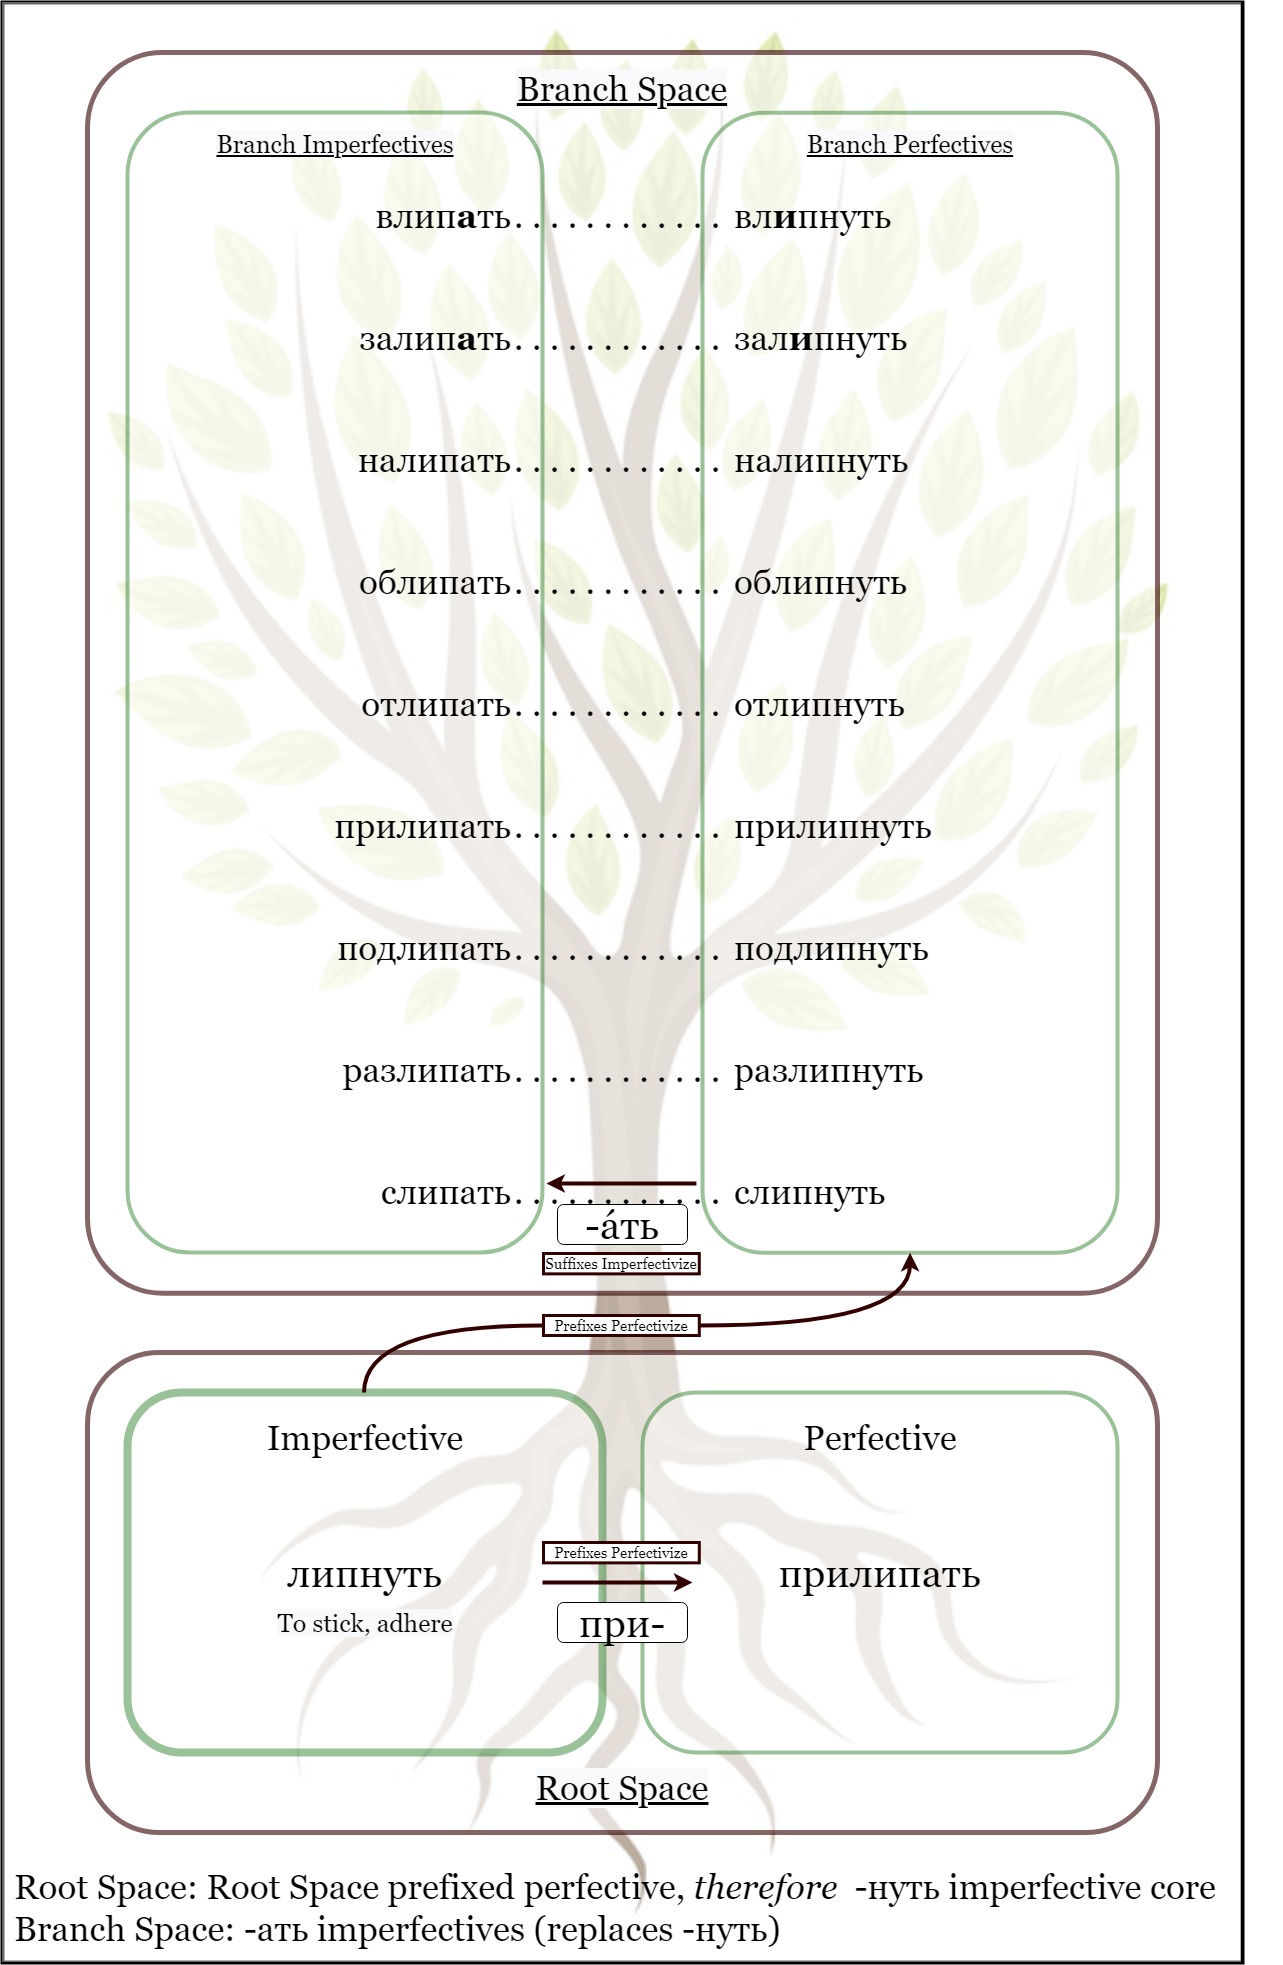 Branch Space
Branch Imperfectives Branch Perfectives
влипать............ влипнуть
залипать............ залипнуть
налипать............ налипнуть
облипать............ облипнуть
отлипать............ отлипнуть
прилипать............ прилипнуть
подлипать............ подлипнуть
разлипать............ разлипнуть
слипать............ слипнуть
-а́ть
Suffixes Imperfectivize
Prefixes Perfectivize
Imperfective Perfective
Prefixes Perfectivize
липнуть прилипать
To stick, adhere при-
Root Space
Root Space: Root Space prefixed perfective, therefore -нуть imperfective core
Branch Space: -ать imperfectives (replaces -нуть)